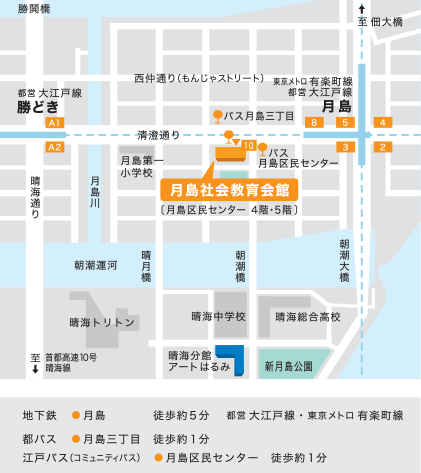 勝鬨橋
至 佃大橋
西仲通り(もんじゃストリート)
東京メトロ 有楽町線
都営 大江戸線
月島
都営 大江戸線
勝どき
バス月島三丁目
A1
8
5
4
清澄通り
A2
10
3
2
バス
月島区民センター
月島第一
小学校
月島社会教育会館
(月島区民センター 4階・5階)
晴海通り
月島川
朝潮運河
晴月橋
朝潮橋
朝潮大橋
晴海トリトン
晴海中学校
晴海総合高校
至 首都高速10号
晴海線
晴海分館
アートはるみ
新月島公園
地下鉄 ●月島 徒歩約5分 都営 大江戸線・東京メトロ 有楽町線
都バス ●月島三丁目 徒歩約1分
江戸バス(コミュニティバス) ●月島区民センター 徒歩約1分